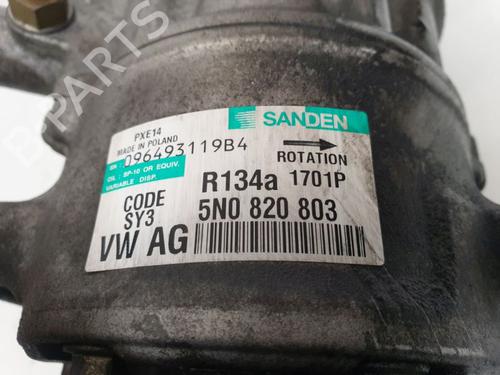 PXE14
MADE IN POLAND
SANDEN
SN: 096493119B4
OIL: SP-10 OR EQUIV.
VARIABLE DISP.
ROTATION
R134a 1701P
CODE
SY3
5N0 820 803
VW AG
B-PARTS